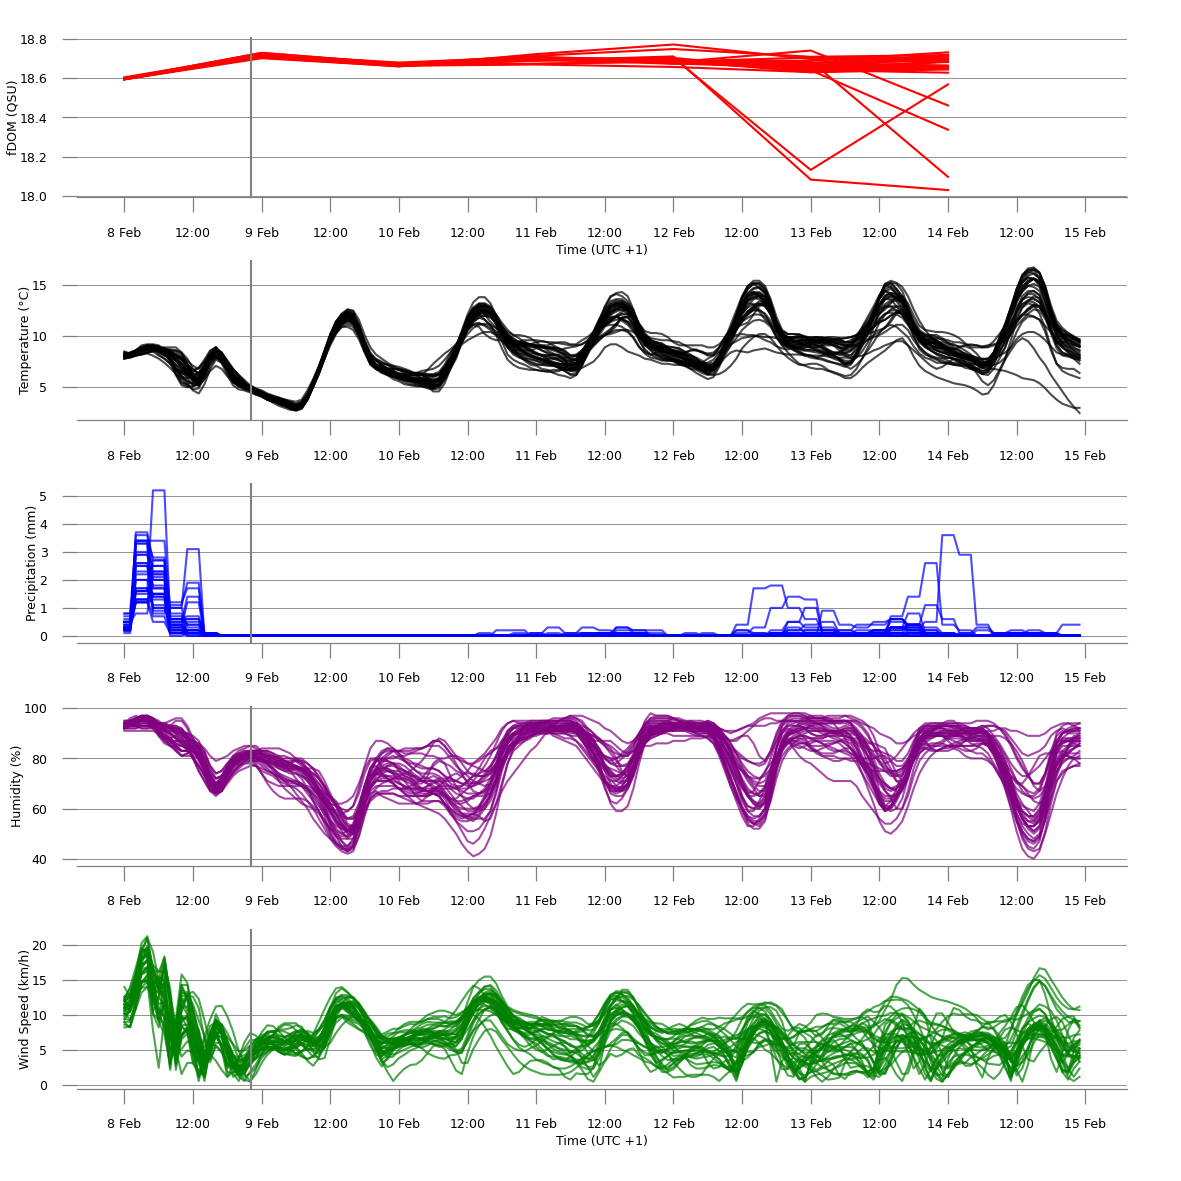 18.8
18.6
18.4
18.2
18.0
fDOM (QSU)
8 Feb 12:00 9 Feb 12:00 10 Feb 12:00 11 Feb 12:00 12 Feb 12:00 13 Feb 12:00 14 Feb 12:00 15 Feb
Time (UTC +1)
15
10
5
Temperature (°C)
8 Feb 12:00 9 Feb 12:00 10 Feb 12:00 11 Feb 12:00 12 Feb 12:00 13 Feb 12:00 14 Feb 12:00 15 Feb
5
4
3
2
1
0
Precipitation (mm)
8 Feb 12:00 9 Feb 12:00 10 Feb 12:00 11 Feb 12:00 12 Feb 12:00 13 Feb 12:00 14 Feb 12:00 15 Feb
100
80
60
40
Humidity (%)
8 Feb 12:00 9 Feb 12:00 10 Feb 12:00 11 Feb 12:00 12 Feb 12:00 13 Feb 12:00 14 Feb 12:00 15 Feb
20
15
10
5
0
Wind Speed (km/h)
8 Feb 12:00 9 Feb 12:00 10 Feb 12:00 11 Feb 12:00 12 Feb 12:00 13 Feb 12:00 14 Feb 12:00 15 Feb
Time (UTC +1)